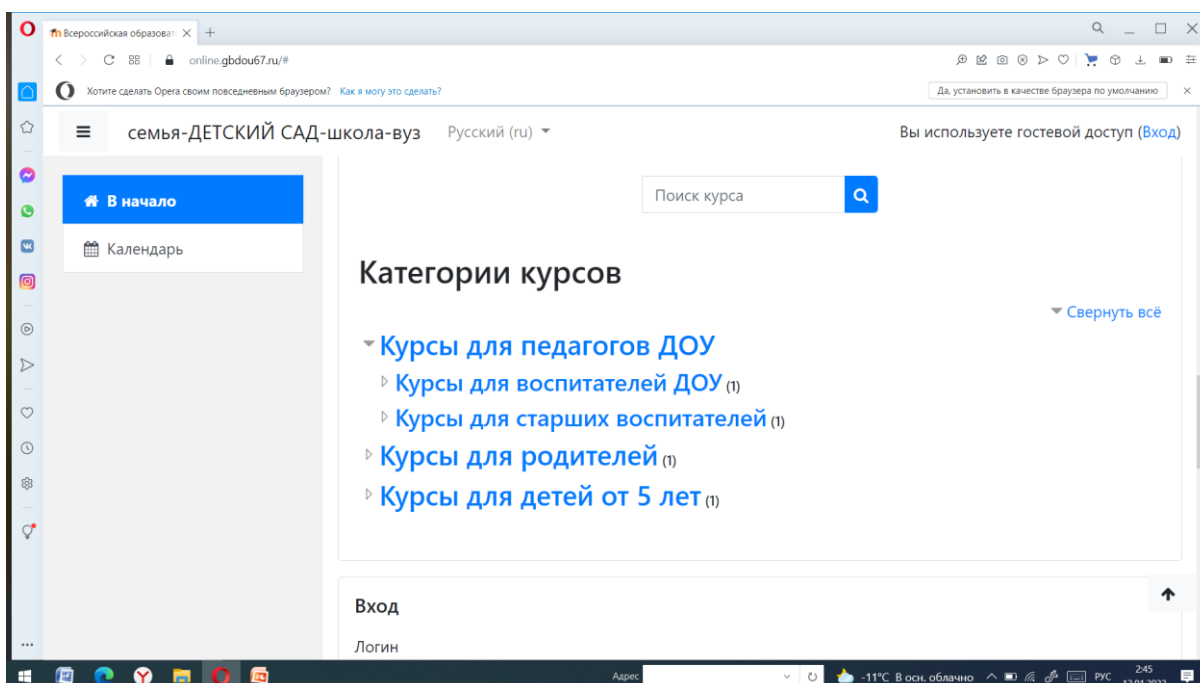 Всероссийская образоват
online.gbdou67.ru/#
Хотите сделать Opera своим повседневным браузером? Как я могу это сделать?
Да, установить в качестве браузера по умолчанию
семья-ДЕТСКИЙ САД-школа-вуз
Русский (ru)
Вы используете гостевой доступ (Вход)
В начало
Календарь
Поиск курса
Категории курсов
Свернуть всё
Курсы для педагогов ДОУ
Курсы для воспитателей ДОУ (1)
Курсы для старших воспитателей (1)
Курсы для родителей (1)
Курсы для детей от 5 лет (1)
Вход
Логин
Адрес
-11°C В осн. облачно
РУС
2:45